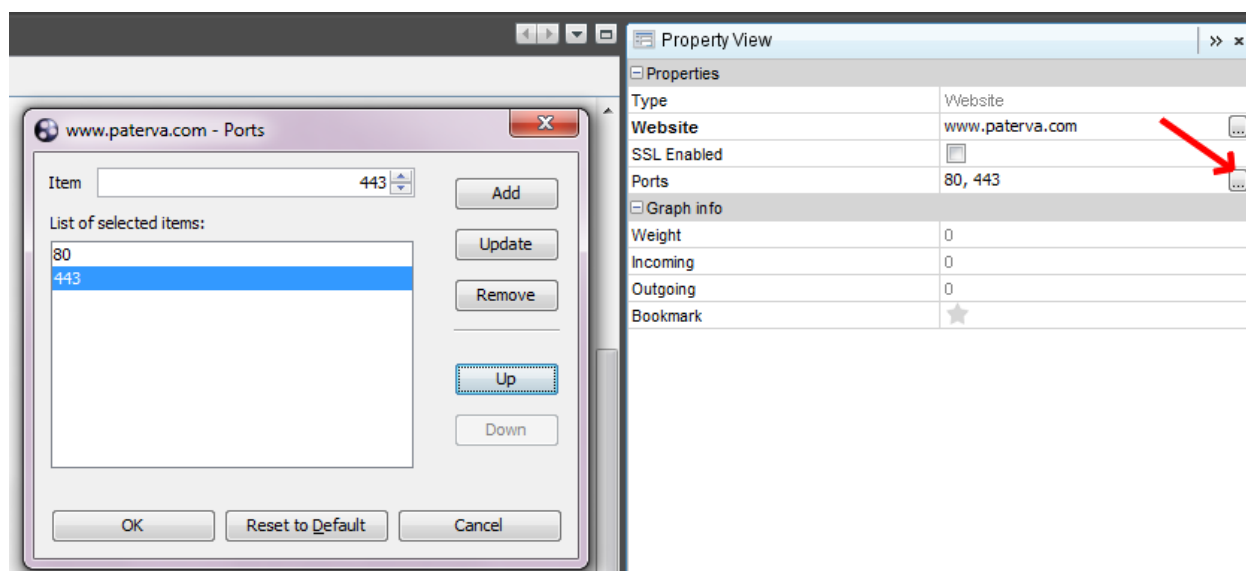 www.paterva.com - Ports
Item 443
List of selected items:
80
443
Add
Update
Remove
Up
Down
OK Reset to Default Cancel
Property View
Properties
Type Website
Website www.paterva.com ...
SSL Enabled
Ports 80, 443 ...
Graph info
Weight 0
Incoming 0
Outgoing 0
Bookmark